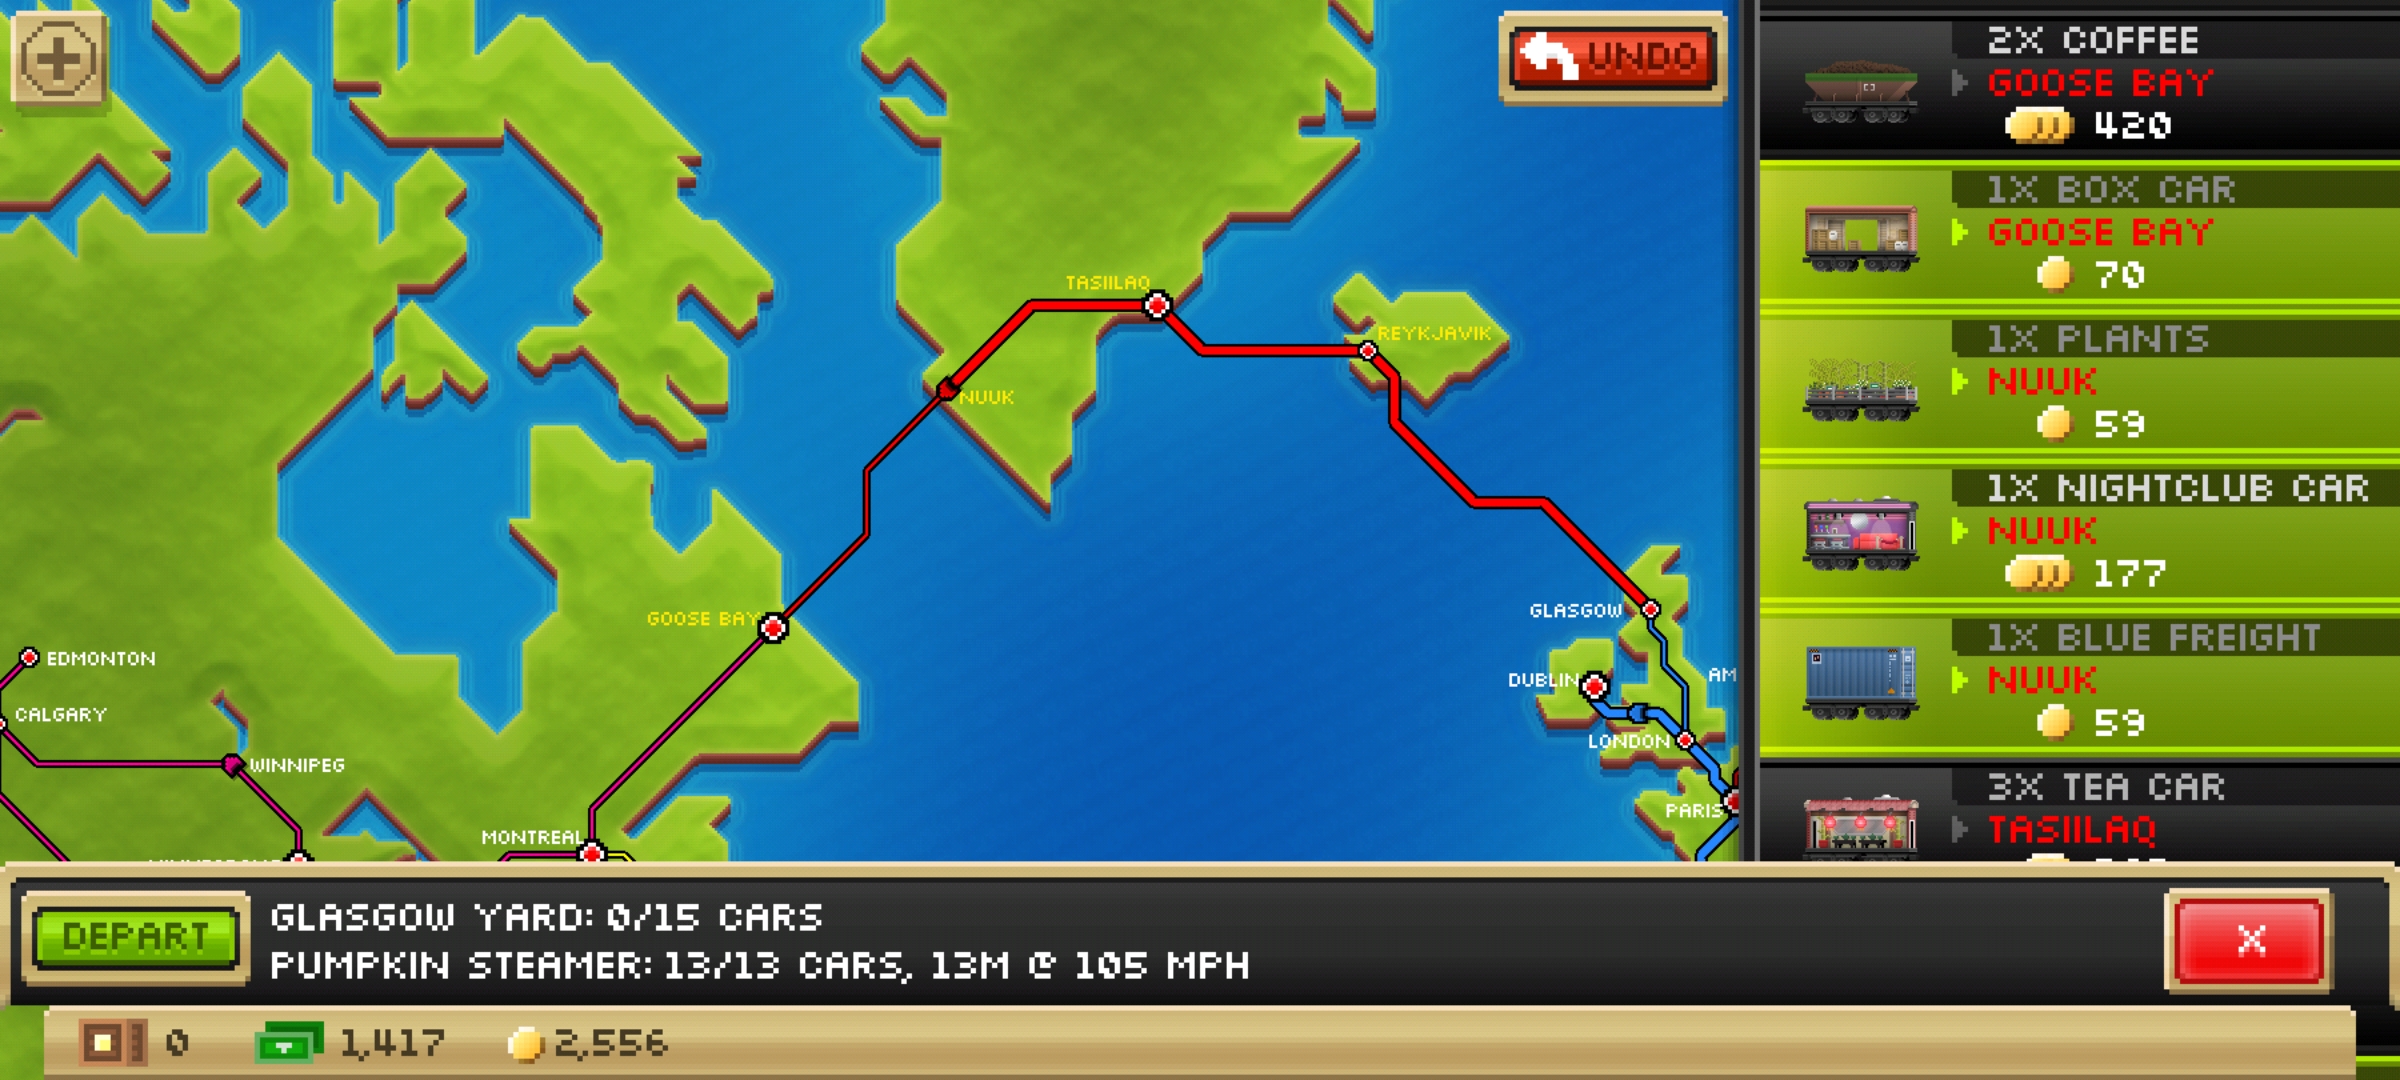 UNDO
TASIILAQ
REYKJAVIK
NUUK
GOOSE BAY
GLASGOW
EDMONTON
DUBLIN
AM
CALGARY
LONDON
WINNIPEG
PARIS
MONTREAL
2X COFFEE
GOOSE BAY
420
1X BOX CAR
GOOSE BAY
70
1X PLANTS
NUUK
59
1X NIGHTCLUB CAR
NUUK
177
1X BLUE FREIGHT
NUUK
59
3X TEA CAR
TASIILAQ
DEPART
GLASGOW YARD: 0/15 CARS
PUMPKIN STEAMER: 13/13 CARS, 13M @ 105 MPH
X
0
1,417
2,556